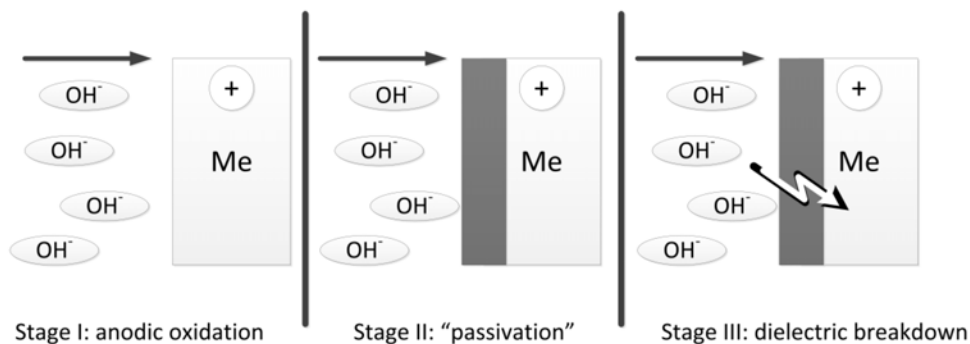 OH⁻
OH⁻
OH⁻
OH⁻
+
Me
Stage I: anodic oxidation
OH⁻
OH⁻
OH⁻
OH⁻
+
Me
Stage II: “passivation”
OH⁻
OH⁻
OH⁻
OH⁻
+
Me
Stage III: dielectric breakdown